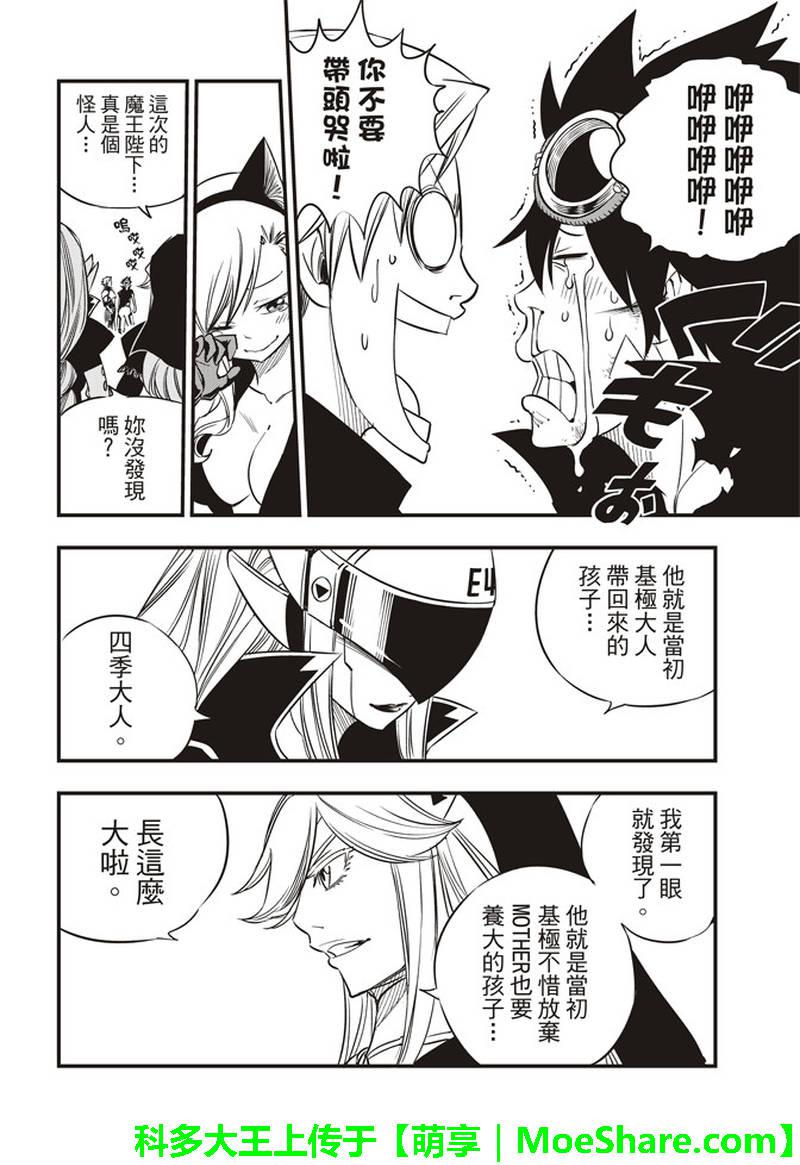 咿咿咿咿咿
咿咿咿咿咿！
你不要
帶頭哭啦！
這次的
魔王陛下…
真是個
怪人…
嗚
哎
哎
妳沒發現
嗎？
E4
他就是當初
基極大人
帶回來的
孩子…
四季大人。
我第一眼
就發現了。
他就是當初
基極不惜放棄
MOTHER也要
養大的孩子…
長這麼
大啦。
科多大王上传于【萌享 | MoeShare.com】